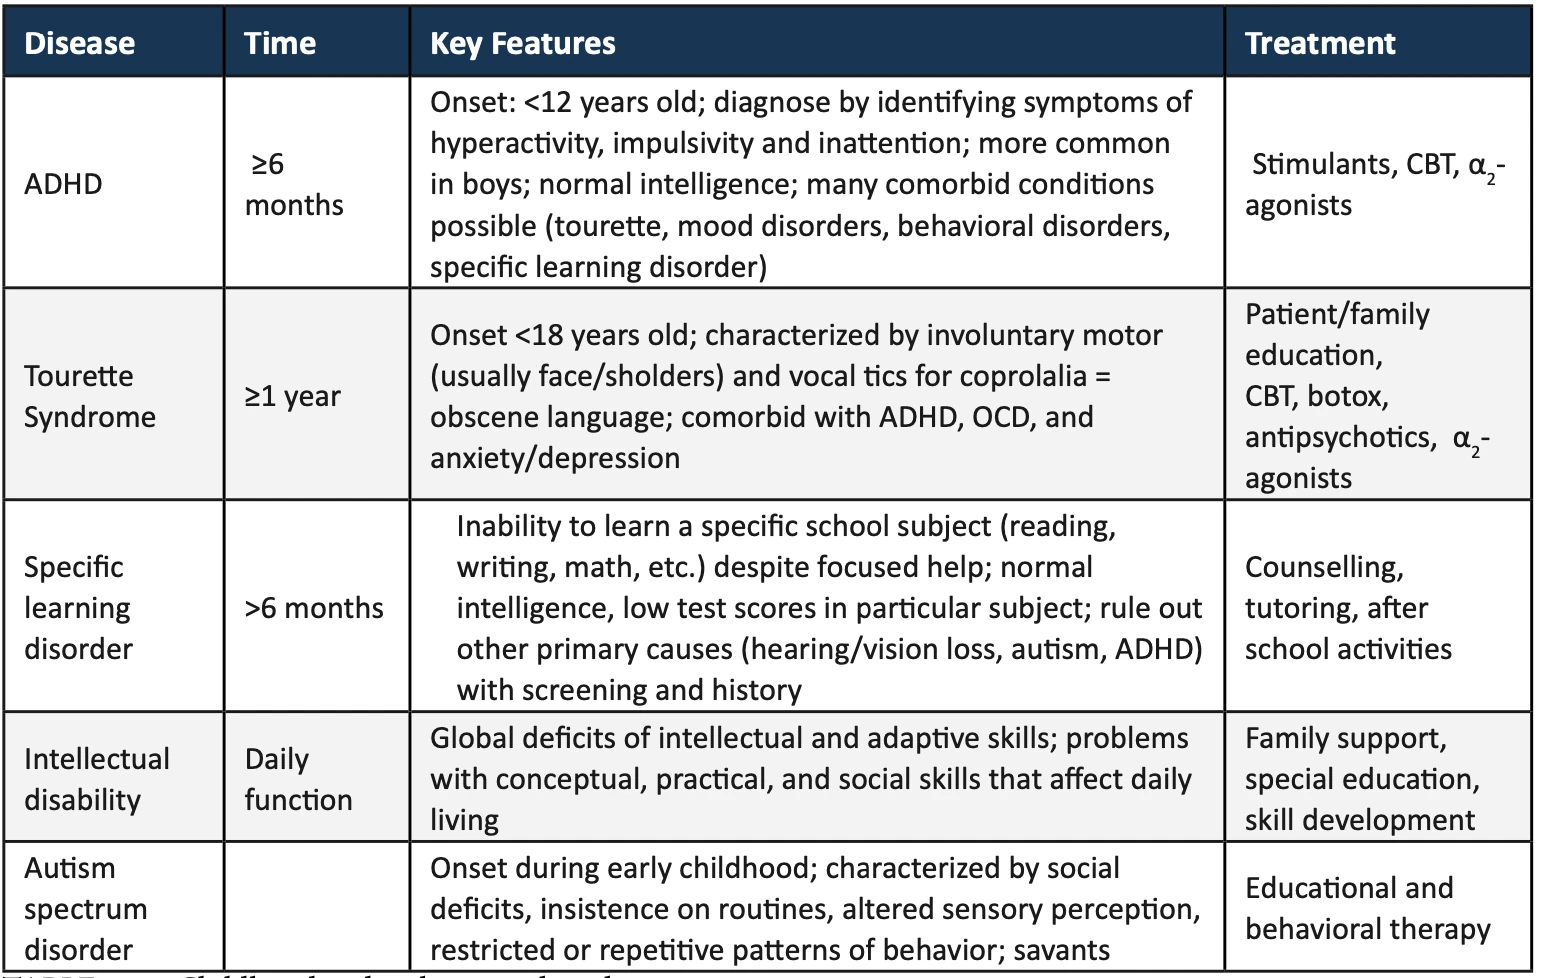 Disease Time Key Features Treatment
ADHD
≥6
months
Onset: <12 years old; diagnose by identifying symptoms of
hyperactivity, impulsivity and inattention; more common
in boys; normal intelligence; many comorbid conditions
possible (tourette, mood disorders, behavioral disorders,
specific learning disorder)
Stimulants, CBT, α₂-
agonists
Tourette
Syndrome
≥1 year
Onset <18 years old; characterized by involuntary motor
(usually face/sholders) and vocal tics for coprolalia =
obscene language; comorbid with ADHD, OCD, and
anxiety/depression
Patient/family
education,
CBT, botox,
antipsychotics, α₂-
agonists
Specific
learning
disorder
>6 months
Inability to learn a specific school subject (reading,
writing, math, etc.) despite focused help; normal
intelligence, low test scores in particular subject; rule out
other primary causes (hearing/vision loss, autism, ADHD)
with screening and history
Counselling,
tutoring, after
school activities
Intellectual
disability
Daily
function
Global deficits of intellectual and adaptive skills; problems
with conceptual, practical, and social skills that affect daily
living
Family support,
special education,
skill development
Autism
spectrum
disorder
Onset during early childhood; characterized by social
deficits, insistence on routines, altered sensory perception,
restricted or repetitive patterns of behavior; savants
Educational and
behavioral therapy